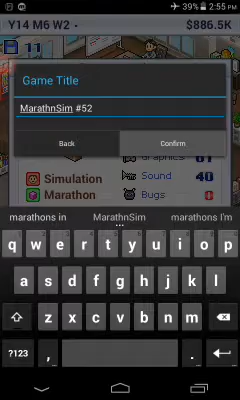 39% 2:55 PM
Y14 M6 W2 $886.5K
11
Game Title
MarathnSim #52
Back Confirm
Graphics 61
Simulation Sound 40
Marathon Bugs 0
marathons in MarathnSim marathons I'm
q w e r t y u i o p
a s d f g h j k l
z x c v b n m
?123 , .